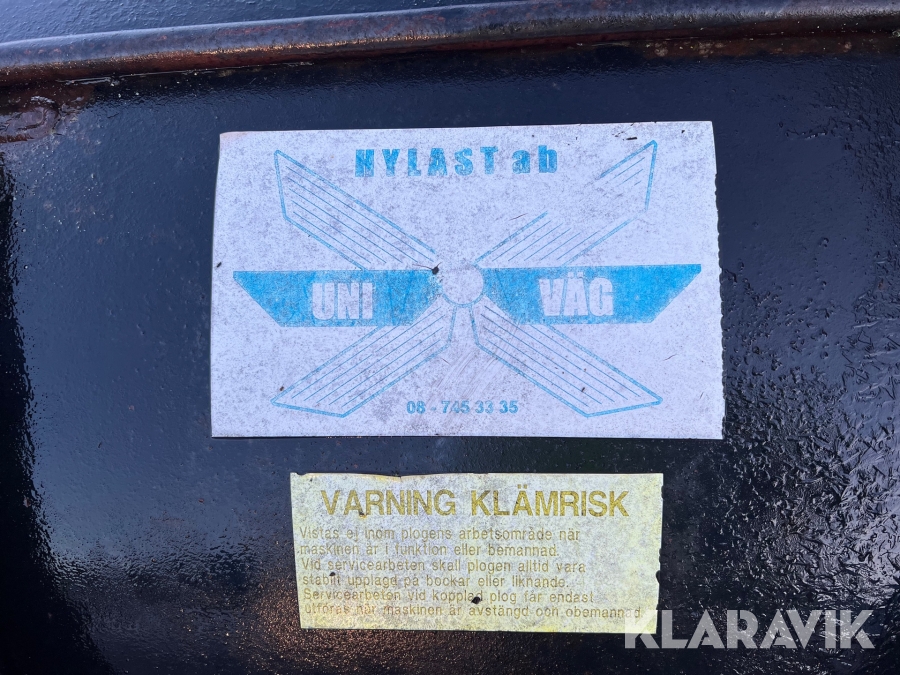 HYLAST ab
UNI VÄG
08 - 745 33 35
VARNING KLÄMRISK
Vistas ej inom plogens arbetsområde när
maskinen är i funktion eller bemannad.
Vid servicearbeten skall plogen alltid vara
stabilt upplagd på bockar eller liknande.
Servicearbeten vid kopplad plog får endast
utföras när maskinen är avstängd och obemannad.
KLARAVIK